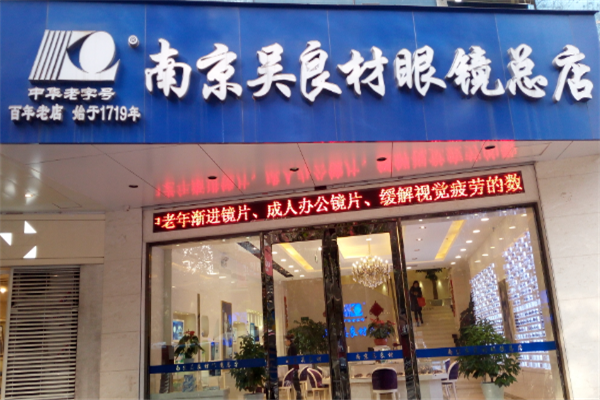 南京吴良材眼镜总店
®
中华老字号
百年老店 始于1719年
老年渐进镜片、成人办公镜片、缓解视觉疲劳的数